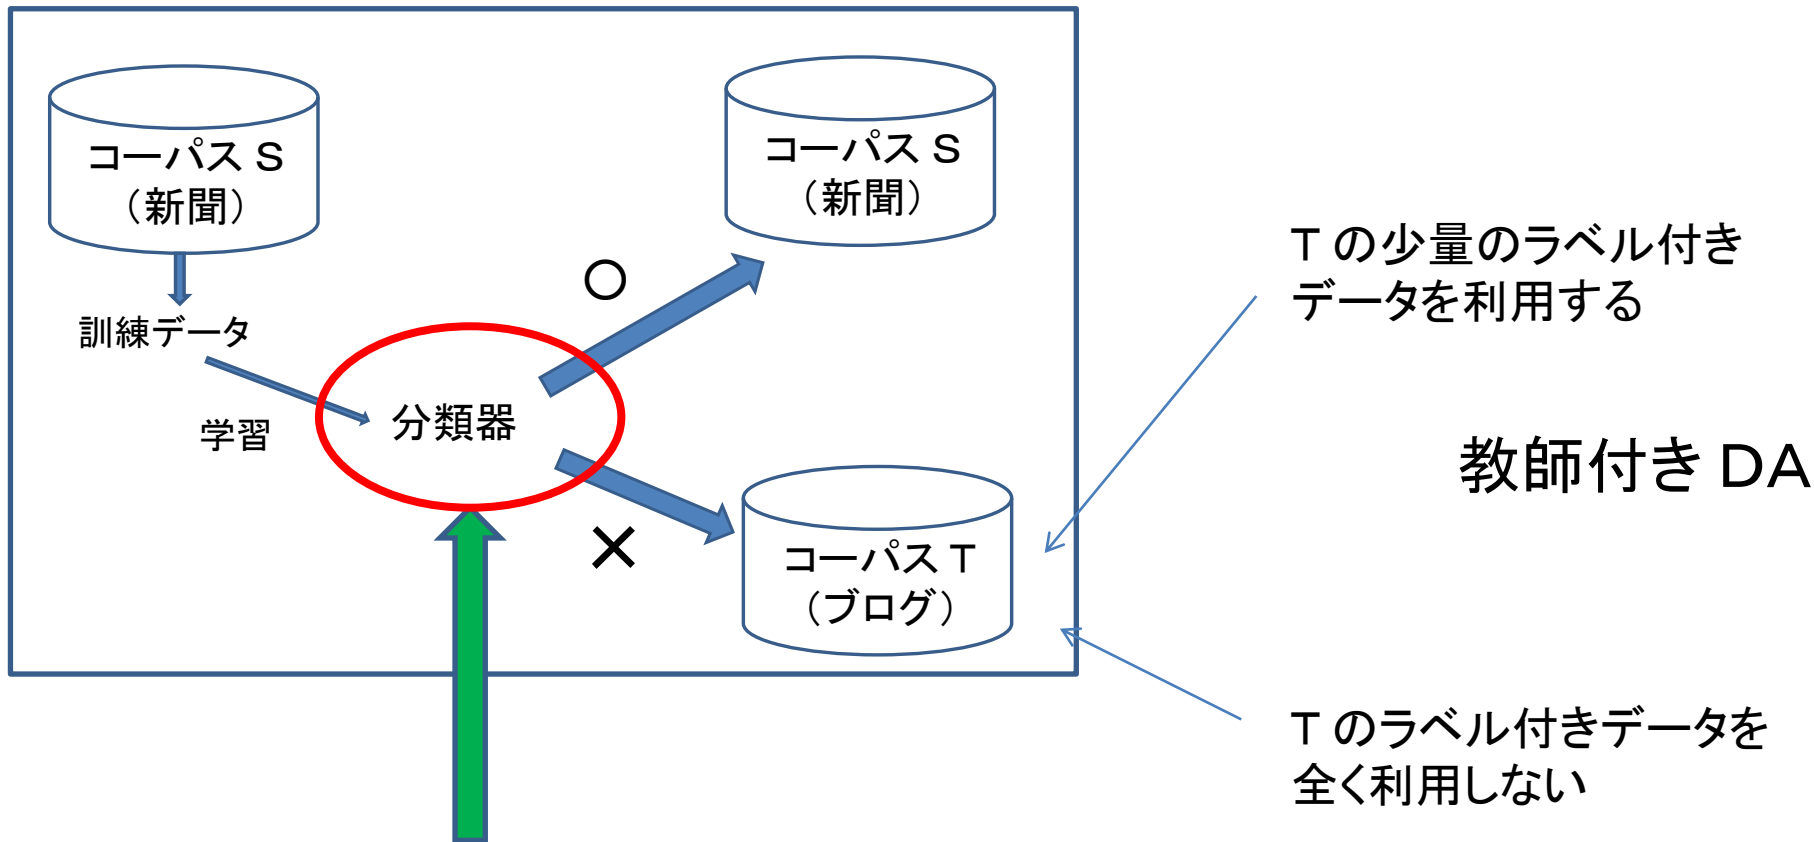 コーパス S
（新聞）
コーパス S
（新聞）
訓練データ
学習
分類器
○
×
コーパス T
（ブログ）
T の少量のラベル付き
データを利用する
教師付き DA
T のラベル付きデータを
全く利用しない